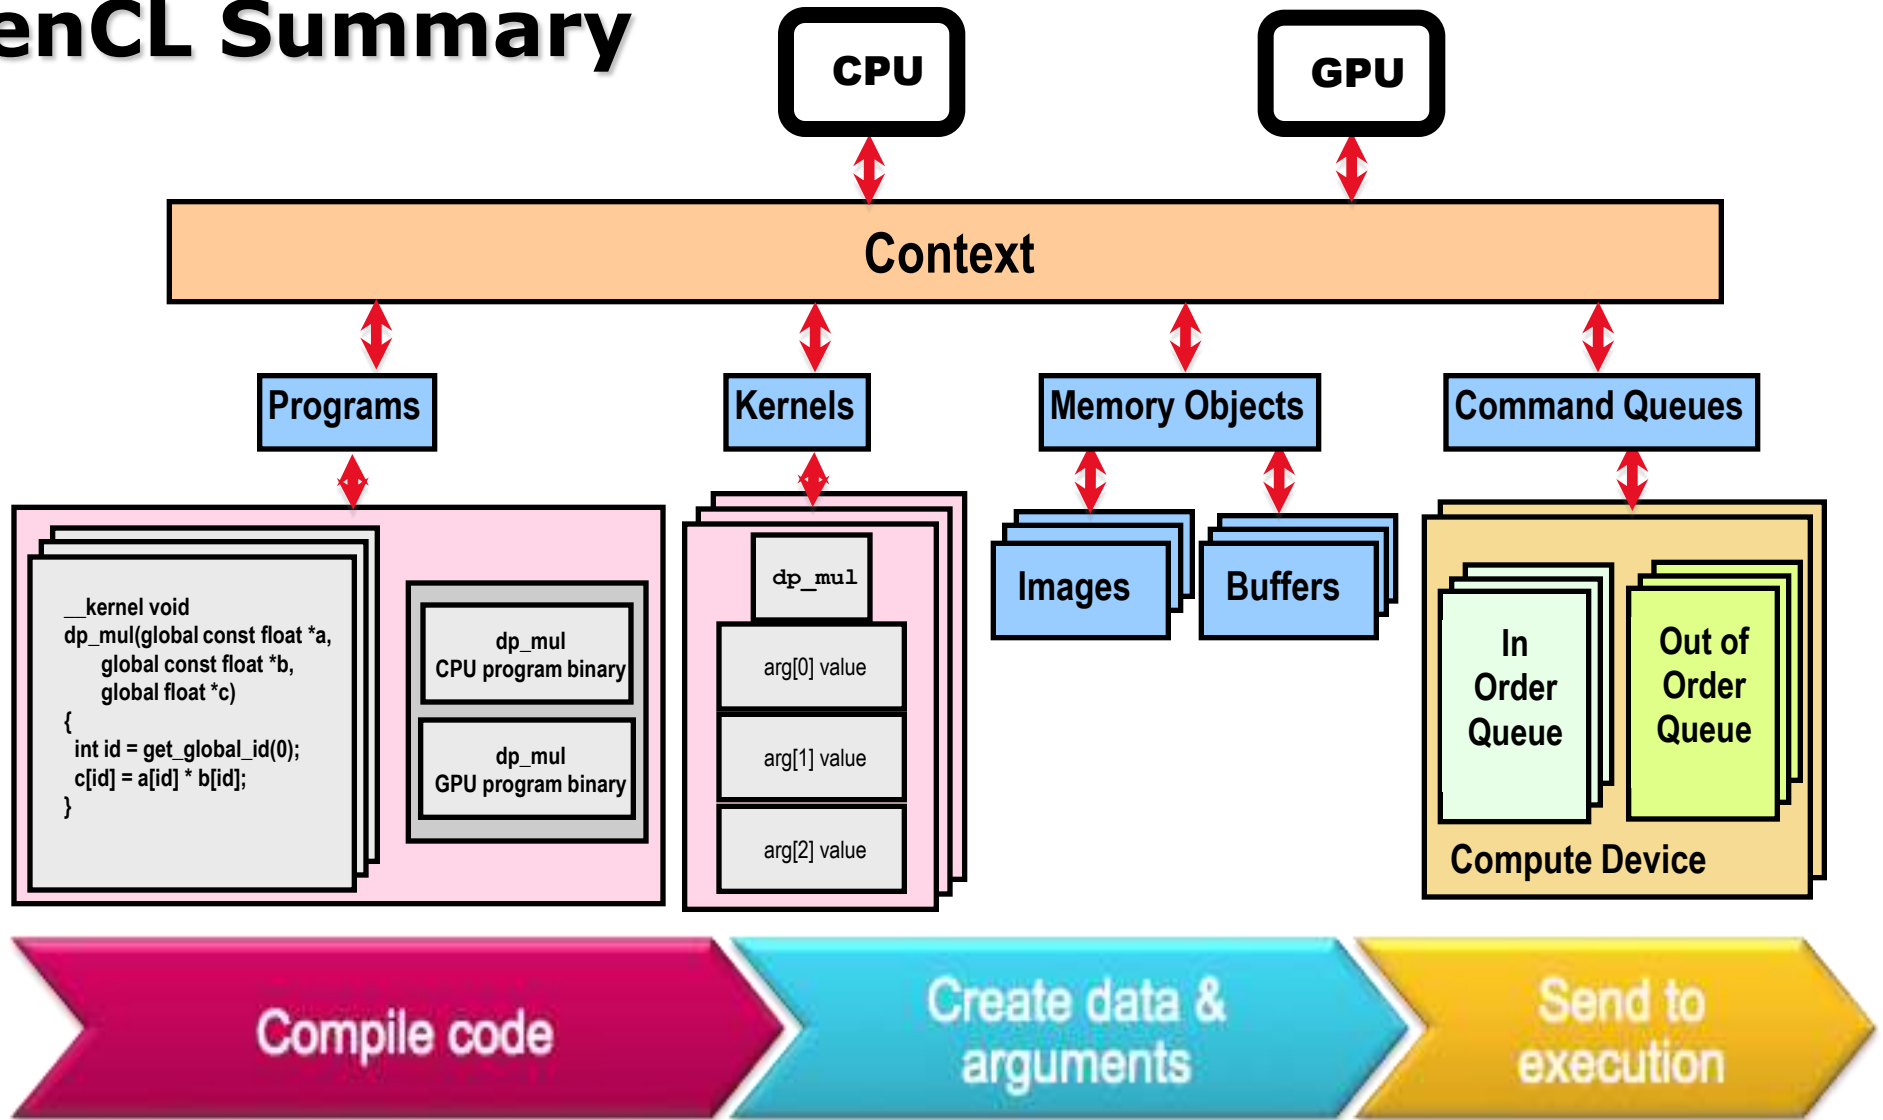 enCL Summary
CPU
GPU
Context
Programs
Kernels
Memory Objects
Command Queues
__kernel void
dp_mul(global const float *a,
global const float *b,
global float *c)
{
int id = get_global_id(0);
c[id] = a[id] * b[id];
}
dp_mul
CPU program binary
dp_mul
GPU program binary
dp_mul
arg[0] value
arg[1] value
arg[2] value
Images
Buffers
In
Order
Queue
Out of
Order
Queue
Compute Device
Compile code
Create data &
arguments
Send to
execution